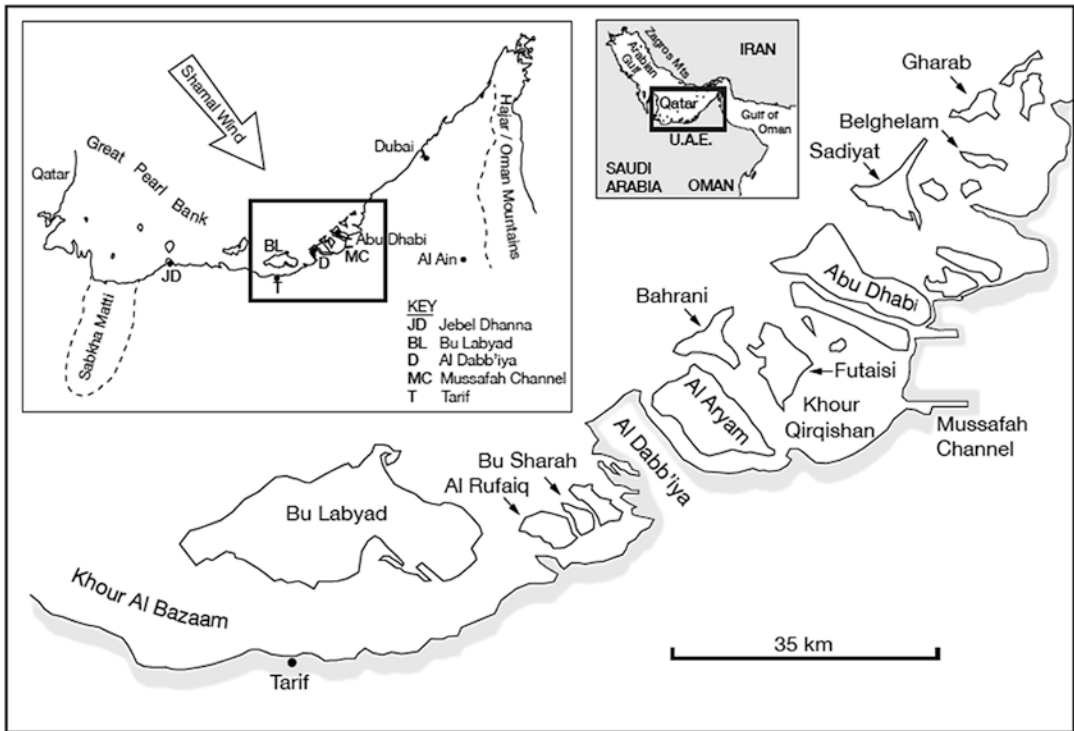 Shamal Wind
Great Pearl Bank
Qatar
Dubai
Hajar / Oman Mountains
BL
Abu Dhabi
D
MC
Al Ain
JD
T
Sabkha Matti
KEY
JD Jebel Dhanna
BL Bu Labyad
D Al Dabb'iya
MC Mussafah Channel
T Tarif
Zagros Mts
IRAN
Arabian
Gulf
Qatar
Gulf of
Oman
U.A.E.
SAUDI
ARABIA
OMAN
Gharab
Belghelam
Sadiyat
Abu Dhabi
Bahrani
Futaisi
Al Aryam
Khour
Qirqishan
Mussafah
Channel
Al Dabb'iya
Bu Sharah
Al Rufaiq
Bu Labyad
Khour Al Bazaam
35 km
Tarif